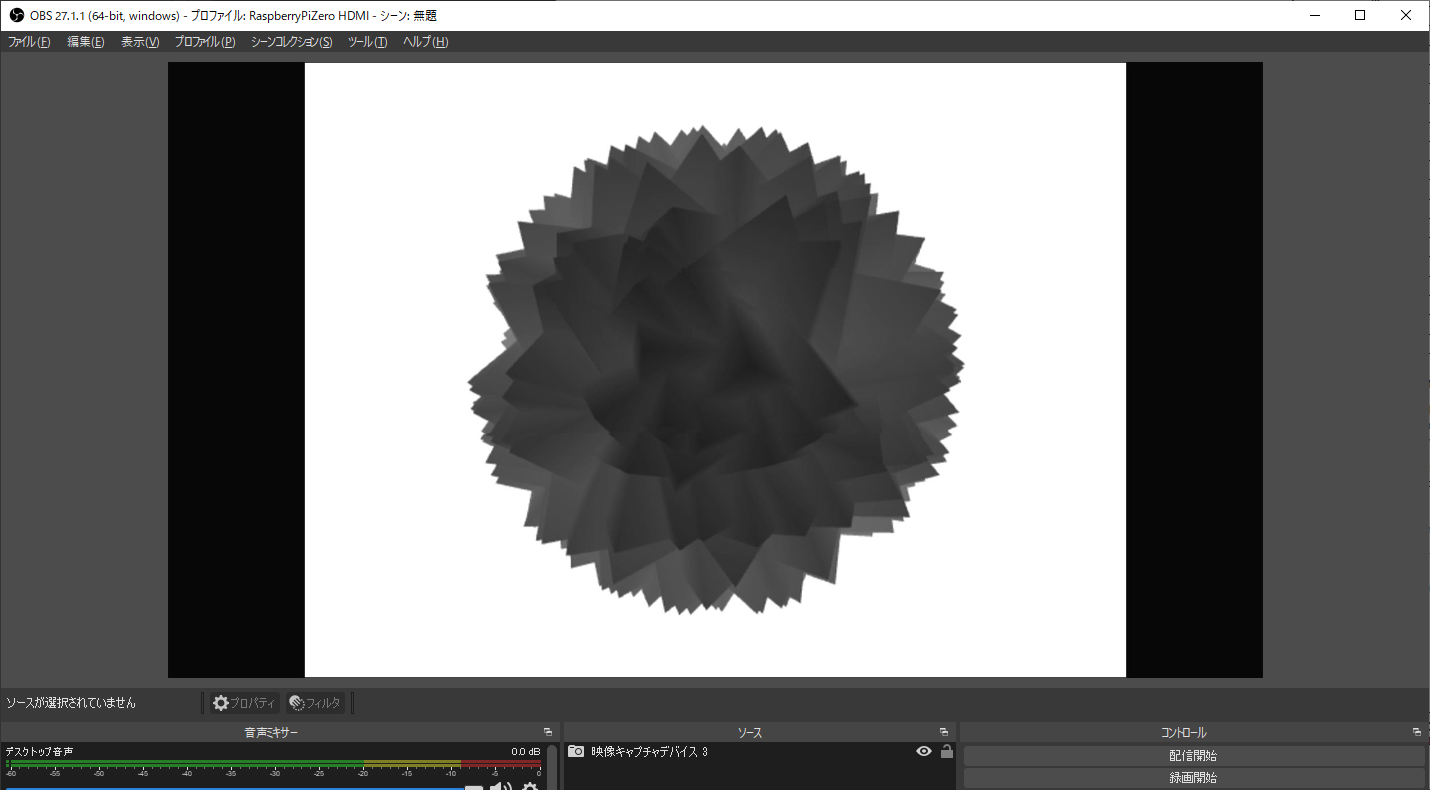 OBS 27.1.1 (64-bit, windows) - プロファイル: RaspberryPiZero HDMI - シーン: 無題
ファイル(F) 編集(E) 表示(V) プロファイル(P) シーンコレクション(S) ツール(T) ヘルプ(H)
ソースが選択されていません プロパティ フィルタ
音声ミキサー
デスクトップ音声 0.0 dB
-60 -55 -50 -45 -40 -35 -30 -25 -20 -15 -10 -5 0
ソース
映像キャプチャデバイス 3
コントロール
配信開始
録画開始